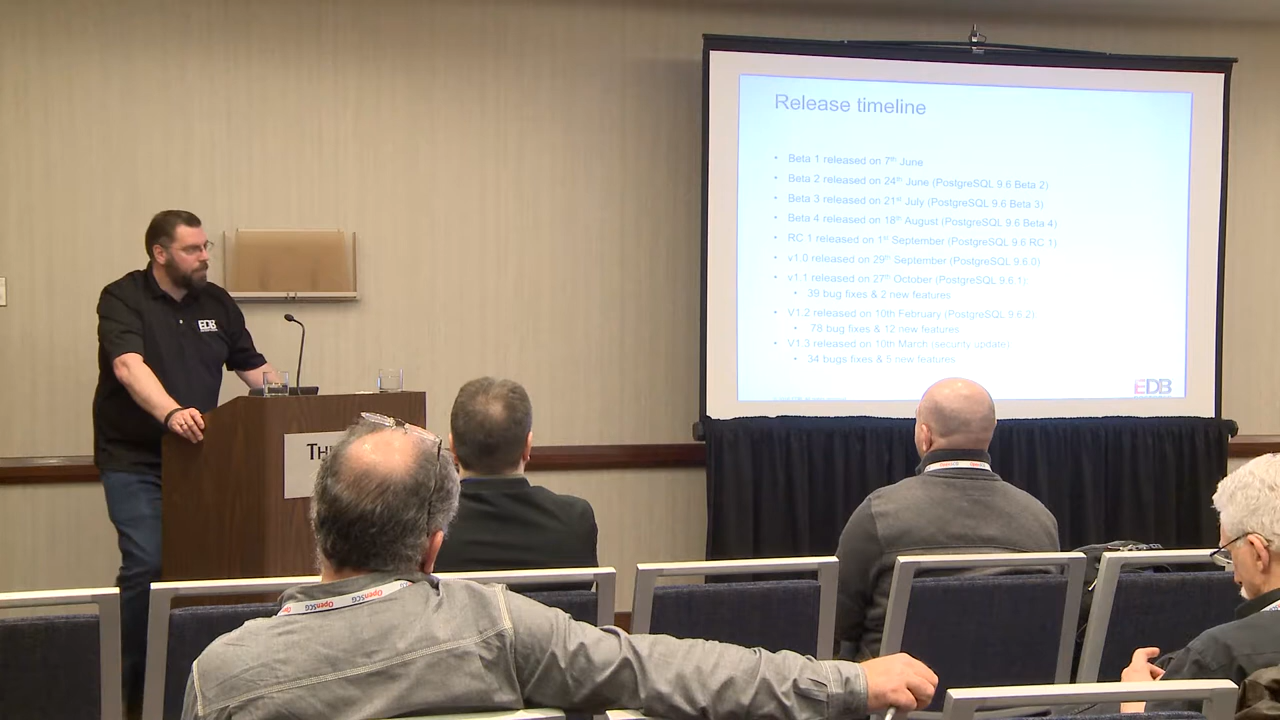 Release timeline
• Beta 1 released on 7th June
• Beta 2 released on 24th June (PostgreSQL 9.6 Beta 2)
• Beta 3 released on 21st July (PostgreSQL 9.6 Beta 3)
• Beta 4 released on 18th August (PostgreSQL 9.6 Beta 4)
• RC 1 released on 1st September (PostgreSQL 9.6 RC 1)
• v1.0 released on 29th September (PostgreSQL 9.6.0)
• v1.1 released on 27th October (PostgreSQL 9.6.1)
• 39 bug fixes & 2 new features
• V1.2 released on 10th February (PostgreSQL 9.6.2)
• 78 bug fixes & 12 new features
• V1.3 released on 10th March (security update)
• 34 bugs fixes & 5 new features
EDB
EDB
OpenSCG
OpenSCG